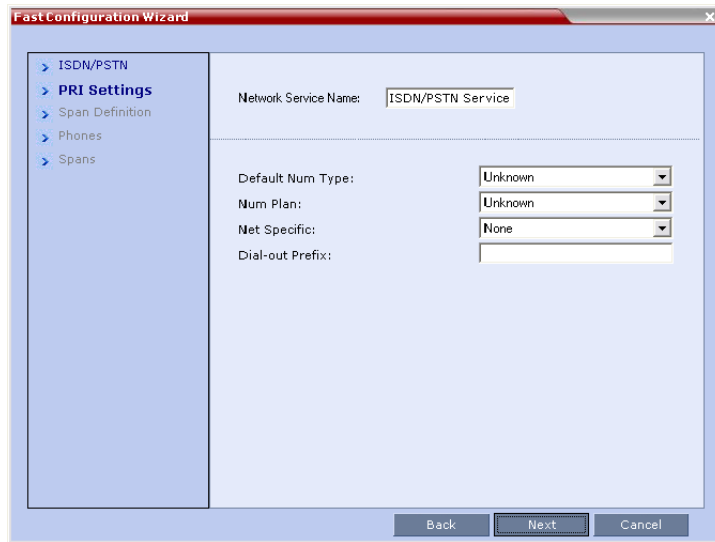 Fast Configuration Wizard
ISDN/PSTN
PRI Settings
Span Definition
Phones
Spans
Network Service Name: ISDN/PSTN Service
Default Num Type: Unknown
Num Plan: Unknown
Net Specific: None
Dial-out Prefix:
Back Next Cancel